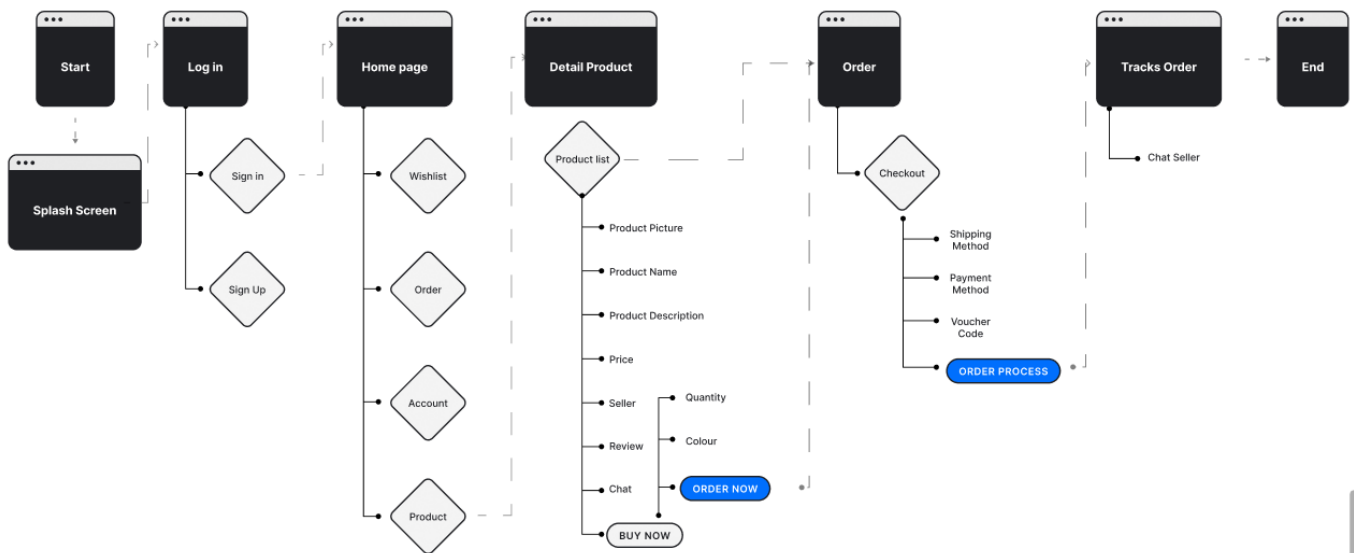 Start
Splash Screen
Log in
Sign in
Sign Up
Home page
Wishlist
Order
Account
Product
Detail Product
Product list
Product Picture
Product Name
Product Description
Price
Seller
Review
Chat
BUY NOW
Quantity
Colour
ORDER NOW
Order
Checkout
Shipping
Method
Payment
Method
Voucher
Code
ORDER PROCESS
Tracks Order
Chat Seller
End